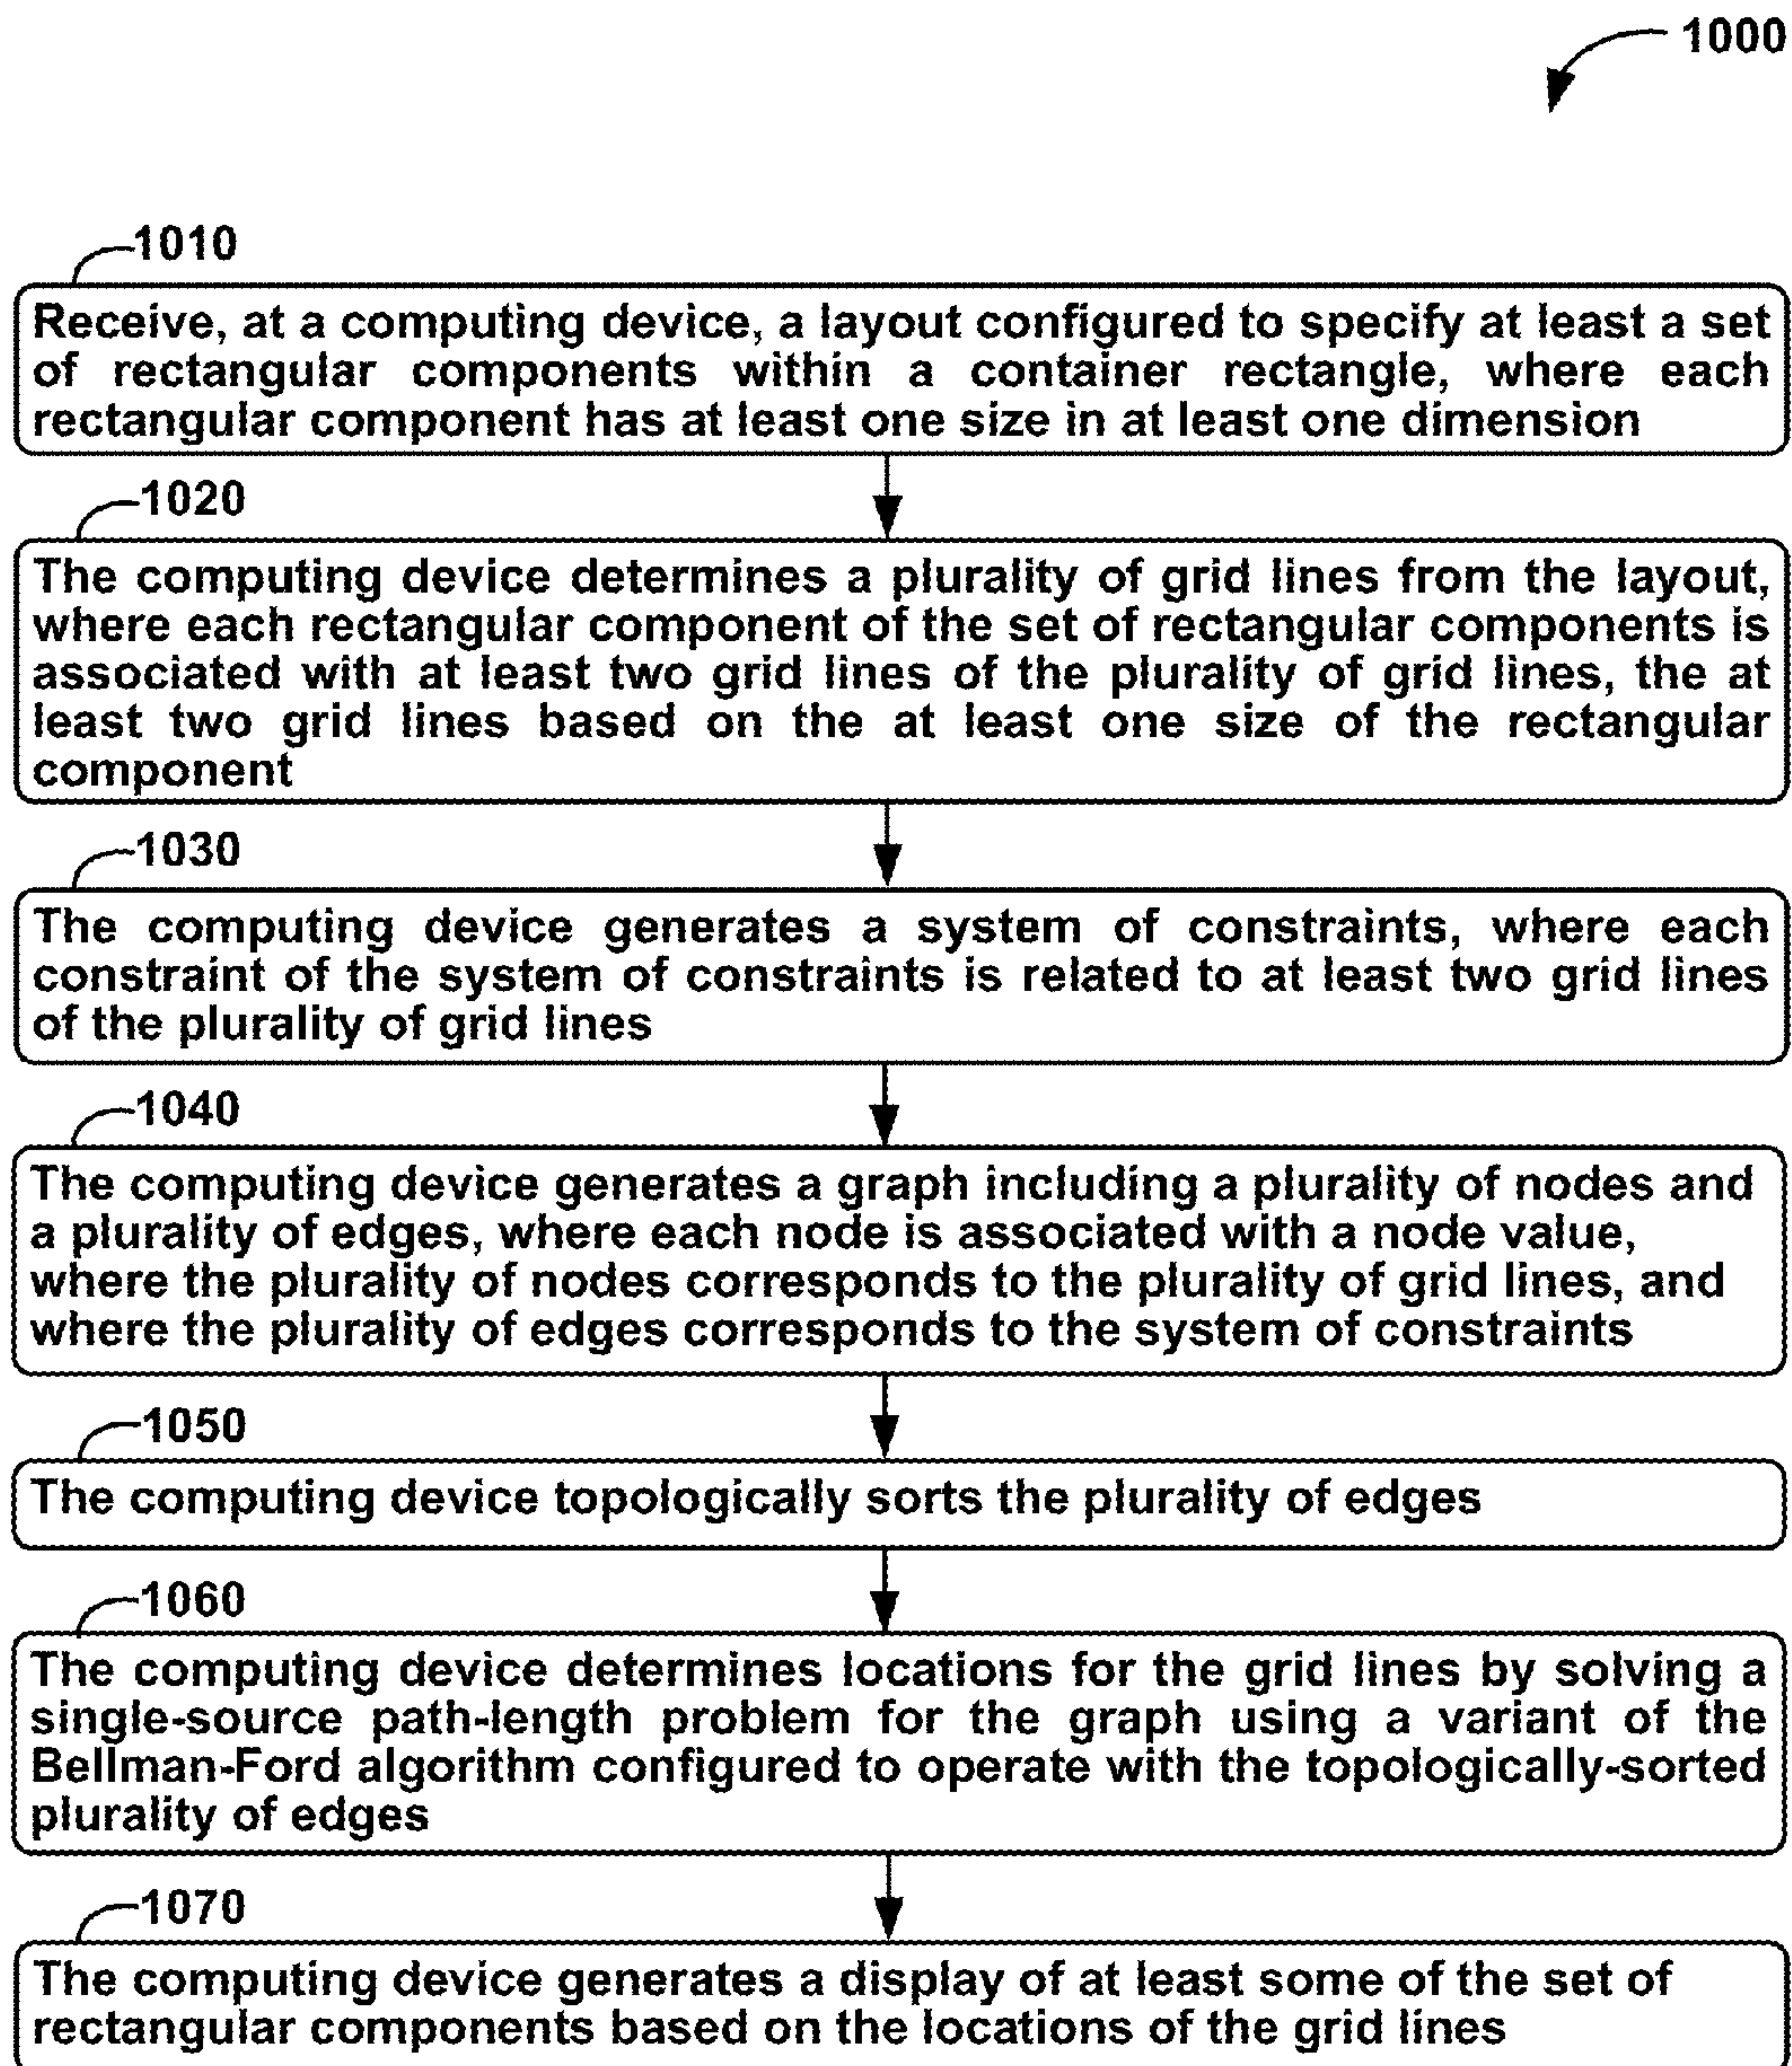 1000
1010
Receive, at a computing device, a layout configured to specify at least a set
of rectangular components within a container rectangle, where each
rectangular component has at least one size in at least one dimension
1020
The computing device determines a plurality of grid lines from the layout,
where each rectangular component of the set of rectangular components is
associated with at least two grid lines of the plurality of grid lines, the at
least two grid lines based on the at least one size of the rectangular
component
1030
The computing device generates a system of constraints, where each
constraint of the system of constraints is related to at least two grid lines
of the plurality of grid lines
1040
The computing device generates a graph including a plurality of nodes and
a plurality of edges, where each node is associated with a node value,
where the plurality of nodes corresponds to the plurality of grid lines, and
where the plurality of edges corresponds to the system of constraints
1050
The computing device topologically sorts the plurality of edges
1060
The computing device determines locations for the grid lines by solving a
single-source path-length problem for the graph using a variant of the
Bellman-Ford algorithm configured to operate with the topologically-sorted
plurality of edges
1070
The computing device generates a display of at least some of the set of
rectangular components based on the locations of the grid lines